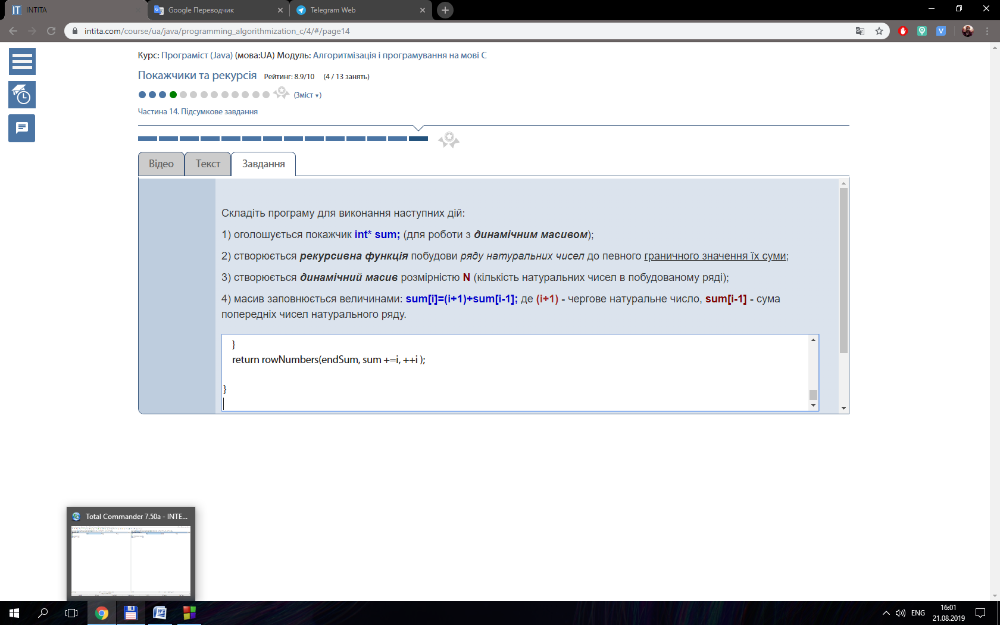 INTITA
Google Переводчик
Telegram Web
intita.com/course/ua/java/programming_algorithmization_c/4/#/page14
Курс: Програміст (Java) (мова:UA) Модуль: Алгоритмізація і програмування на мові С
Покажчики та рекурсія Рейтинг: 8.9/10 (4 / 13 занять)
(Зміст ▾)
Частина 14. Підсумкове завдання
Відео
Текст
Завдання
Складіть програму для виконання наступних дій:
1) оголошується покажчик int* sum; (для роботи з динамічним масивом);
2) створюється рекурсивна функція побудови ряду натуральних чисел до певного граничного значення їх суми;
3) створюється динамічний масив розмірністю N (кількість натуральних чисел в побудованому ряді);
4) масив заповнюється величинами: sum[i]=(i+1)+sum[i-1]; де (i+1) - чергове натуральне число, sum[i-1] - сума
попередніх чисел натурального ряду.
}
return rowNumbers(endSum, sum +=i, ++i );
}
Total Commander 7.50a - INTE...
ENG
16:01
21.08.2019